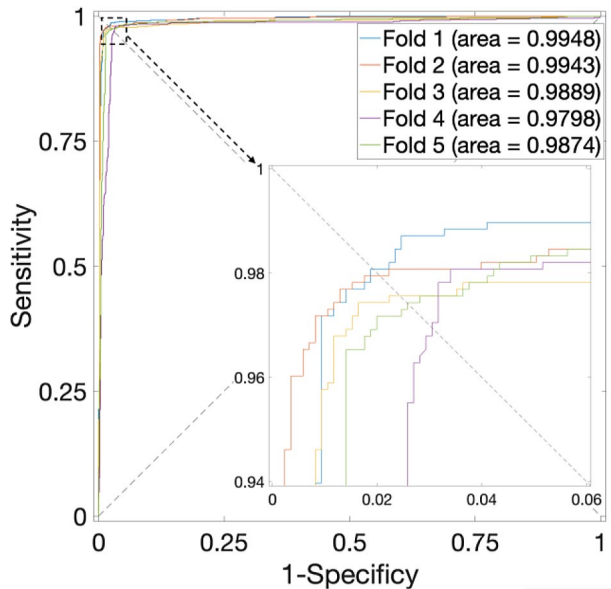 1
Fold 1 (area = 0.9948)
Fold 2 (area = 0.9943)
Fold 3 (area = 0.9889)
Fold 4 (area = 0.9798)
Fold 5 (area = 0.9874)
0.75
0.5
0.25
0
Sensitivity
1
0.98
0.96
0.94
0 0.02 0.04 0.06
0 0.25 0.5 0.75 1
1-Specificy